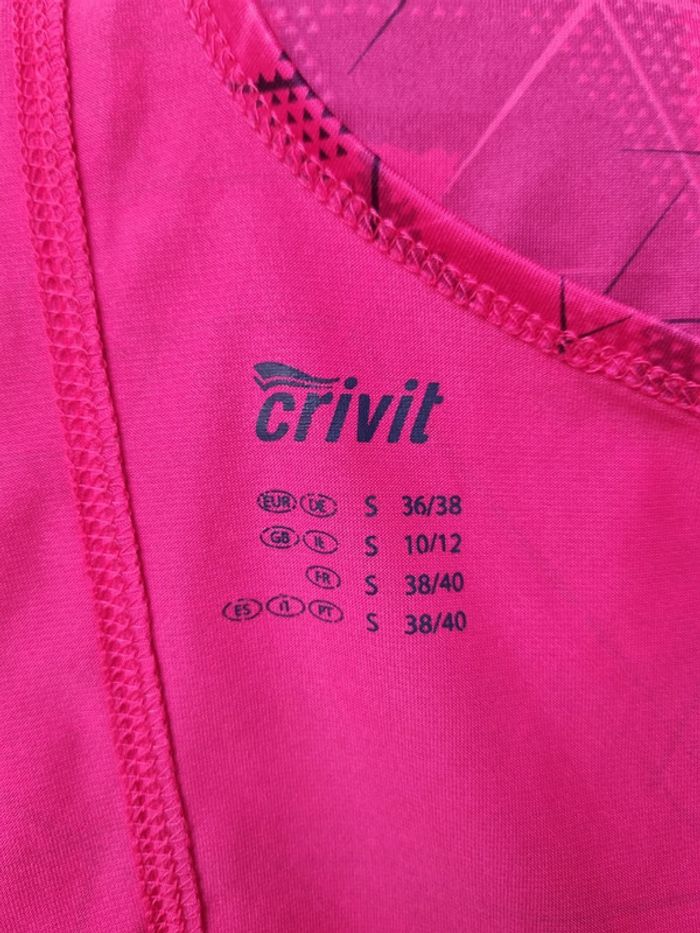 crivit
EUR DE S 36/38
GB IE S 10/12
FR S 38/40
ES IT PT S 38/40